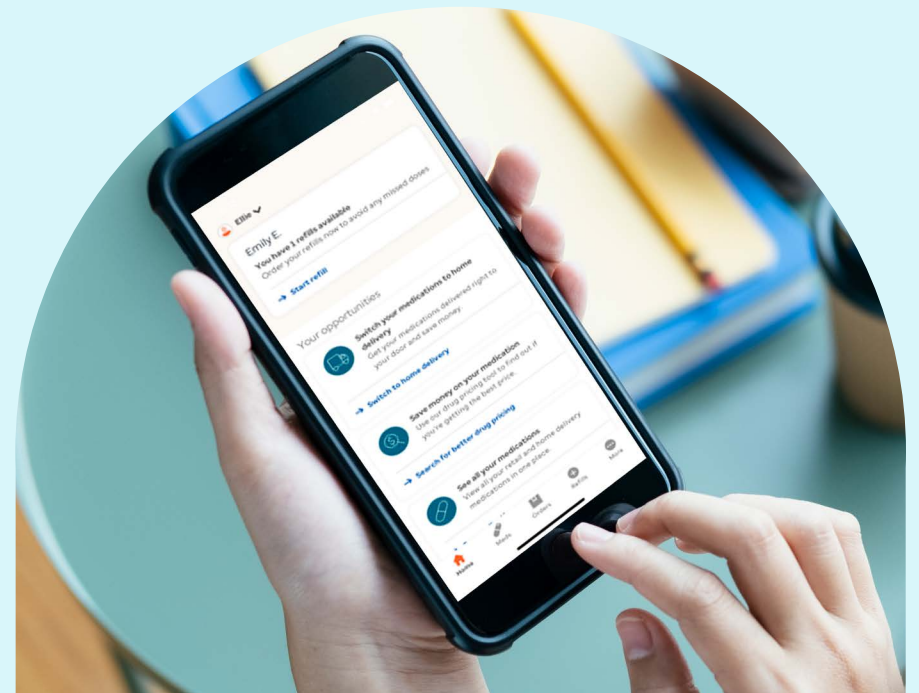 Ellie
Emily E.
You have 1 refills available
Order your refills now to avoid any missed doses
Start refill
Your opportunities
Switch your medications to home
delivery
Get your medications delivered right to
your door and save money
Switch to home delivery
Save money on your medication
Use our drug pricing tool to find out if
you're getting the best price.
Search for better drug pricing
See all your medications
View all your retail and home delivery
medications in one place
Home
Meds
Orders
Refills
More